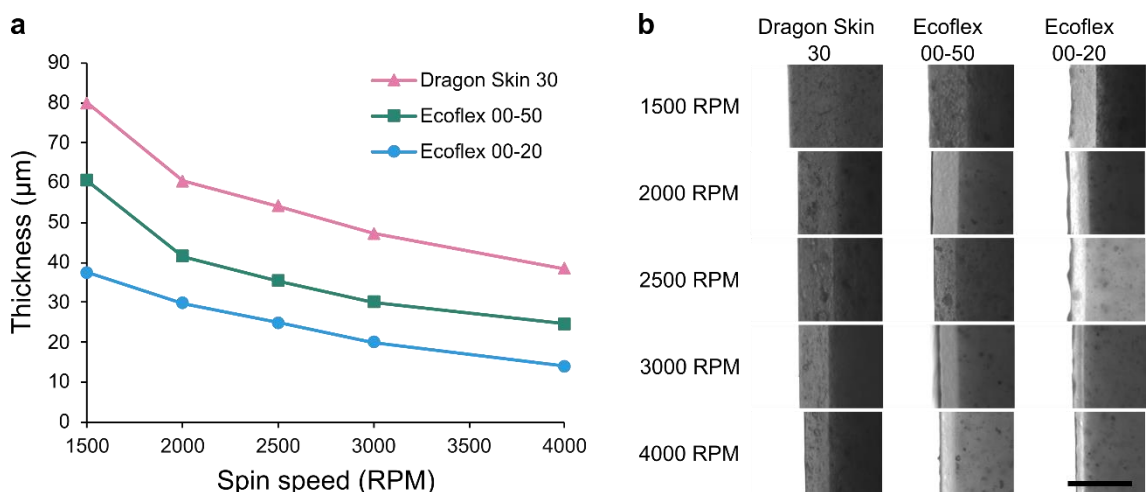 a
Thickness (µm)
90
80
70
60
50
40
30
20
10
0
1500
2000
2500
3000
3500
4000
Spin speed (RPM)
Dragon Skin 30
Ecoflex 00-50
Ecoflex 00-20
b
Dragon Skin
30
Ecoflex
00-50
Ecoflex
00-20
1500 RPM
2000 RPM
2500 RPM
3000 RPM
4000 RPM